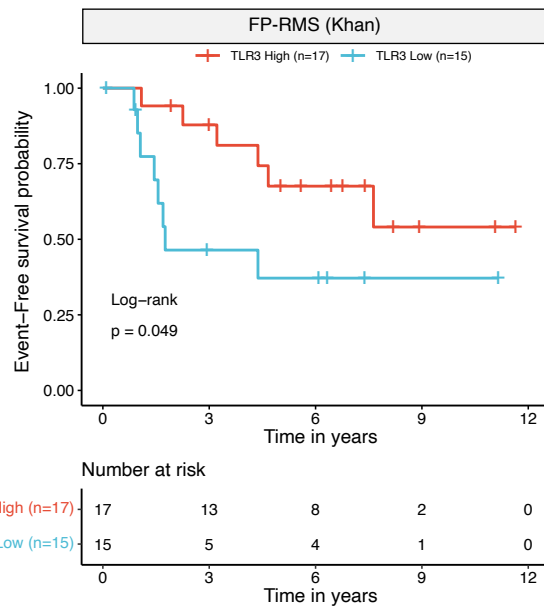 FP-RMS (Khan)
TLR3 High (n=17) TLR3 Low (n=15)
Event-Free survival probability
1.00
0.75
0.50
0.25
0.00
Log-rank
p = 0.049
0 3 6 9 12
Time in years
Number at risk
High (n=17) 17 13 8 2 0
Low (n=15) 15 5 4 1 0
0 3 6 9 12
Time in years